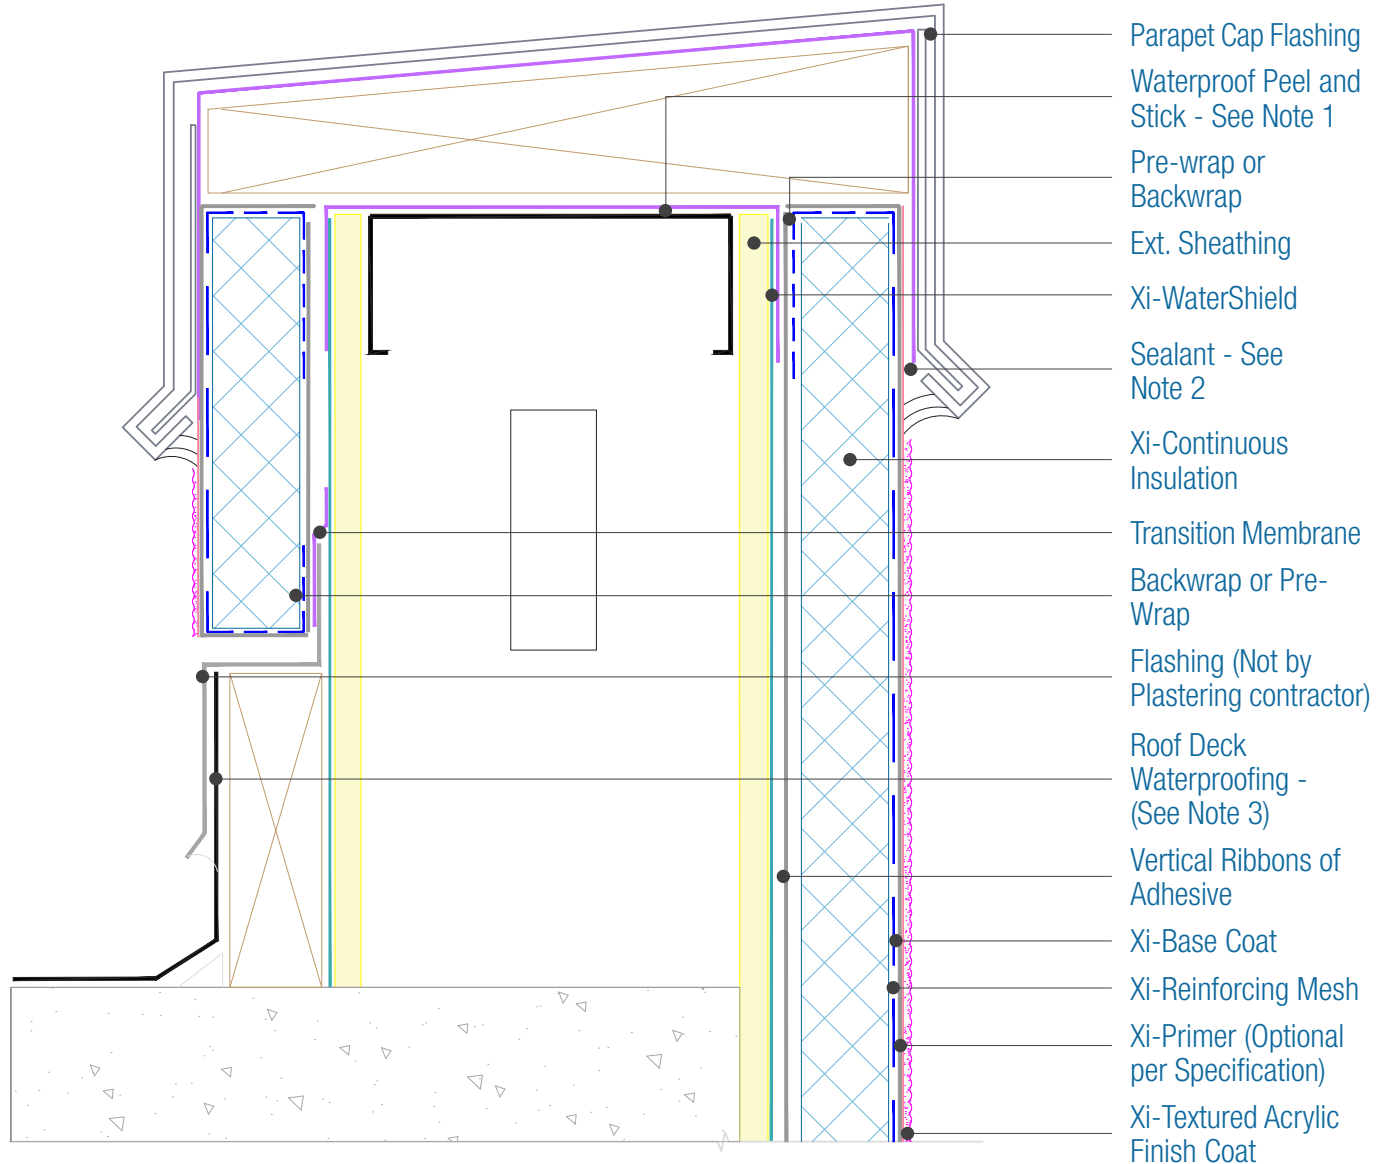 Parapet Cap Flashing
Waterproof Peel and
Stick - See Note 1
Pre-wrap or
Backwrap
Ext. Sheathing
Xi-WaterShield
Sealant - See
Note 2
Xi-Continuous
Insulation
Transition Membrane
Backwrap or Pre-
Wrap
Flashing (Not by
Plastering contractor)
Roof Deck
Waterproofing -
(See Note 3)
Vertical Ribbons of
Adhesive
Xi-Base Coat
Xi-Reinforcing Mesh
Xi-Primer (Optional
per Specification)
Xi-Textured Acrylic
Finish Coat